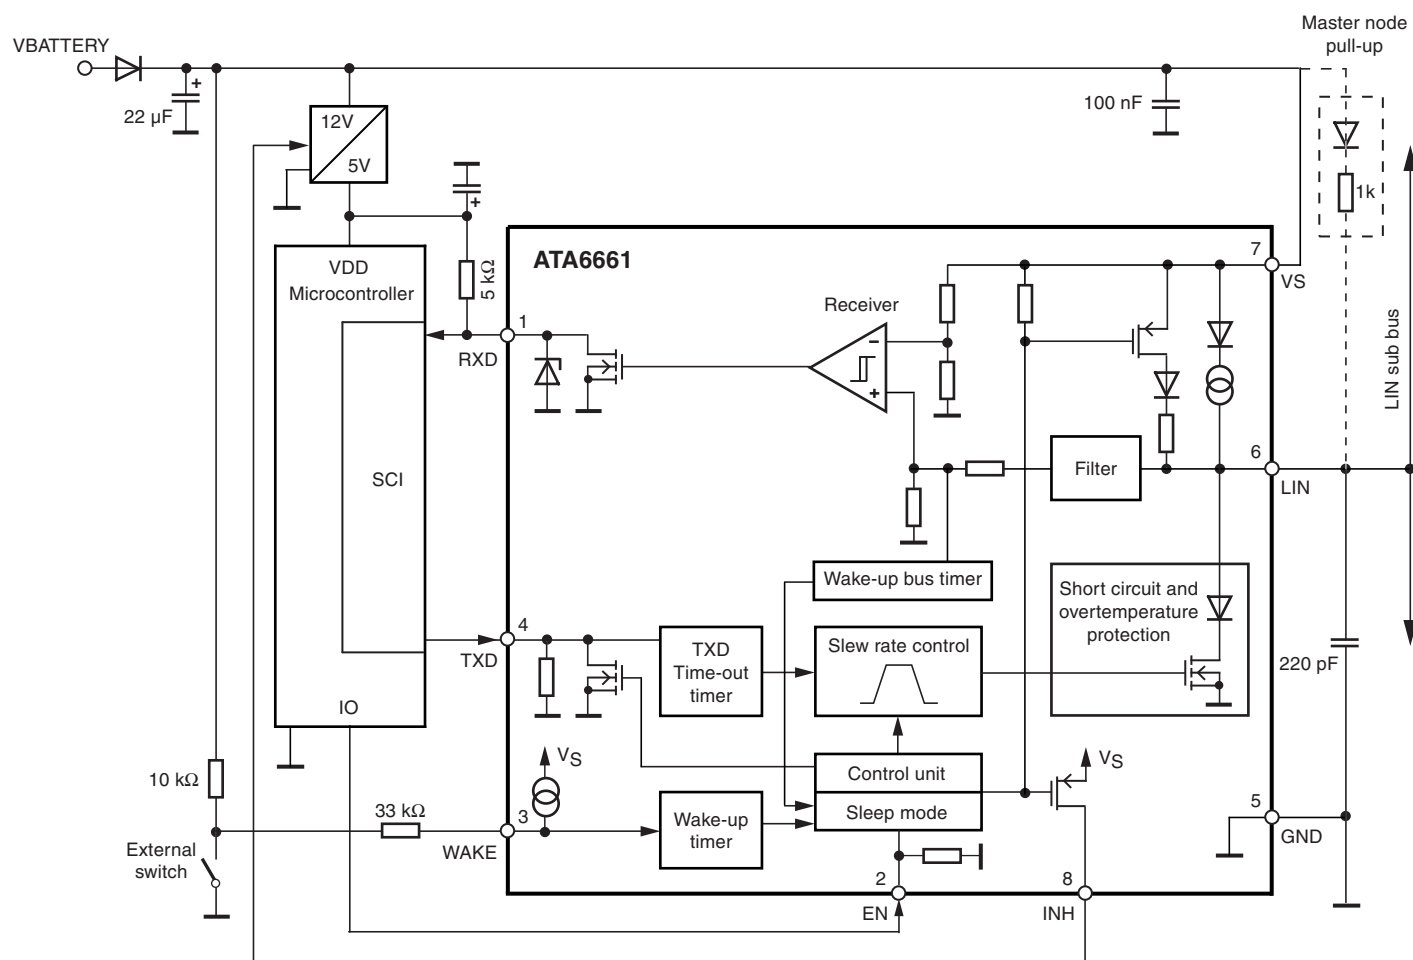 Master node
pull-up
VBATTERY
+
22 µF
12V
5V
+
100 nF
1k
LIN sub bus
VDD
Microcontroller
5 kΩ
ATA6661
7
VS
Receiver
1
RXD
-
+
SCI
Filter
6
LIN
Wake-up bus timer
Short circuit and
overtemperature
protection
4
TXD
TXD
Time-out
timer
Slew rate control
220 pF
IO
VS
Control unit
VS
10 kΩ
33 kΩ
3
WAKE
Wake-up
timer
Sleep mode
5
GND
External
switch
2
EN
8
INH